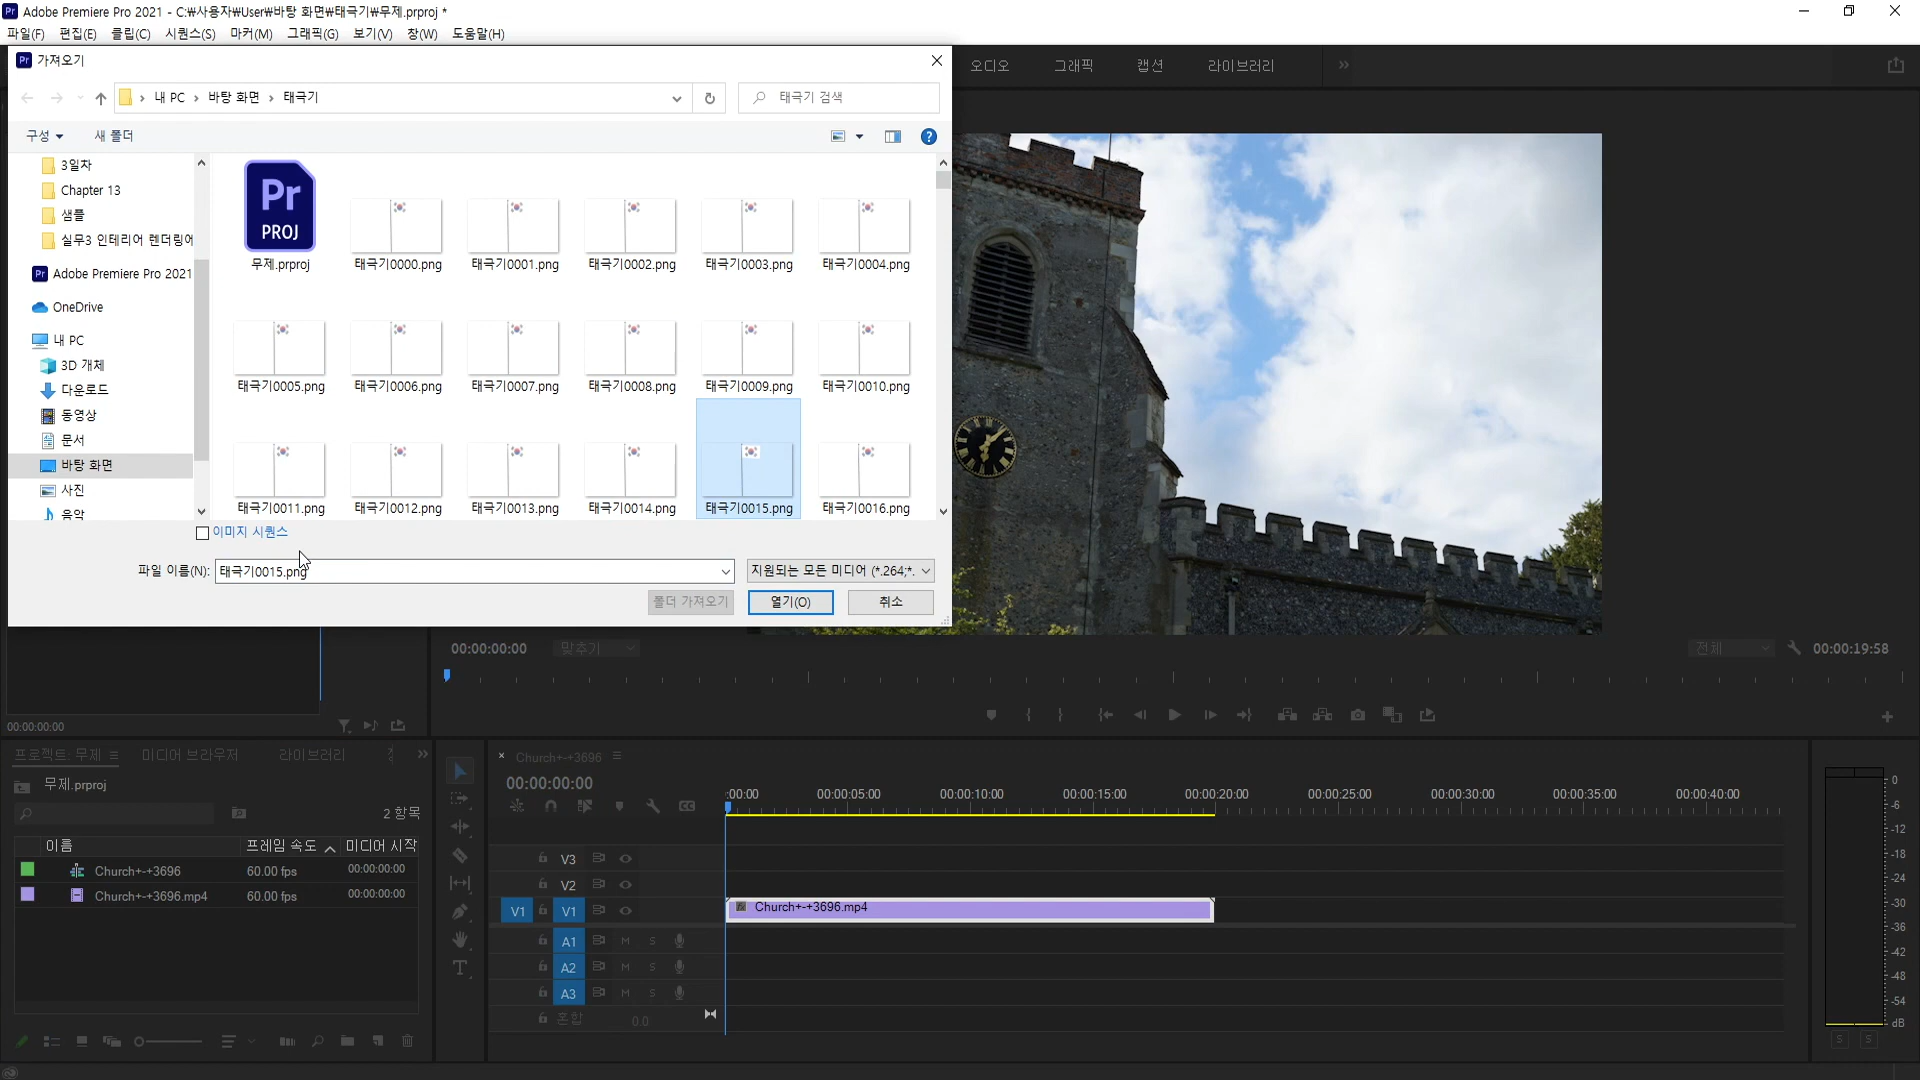 Adobe Premiere Pro 2021 - C:₩사용자₩User₩바탕 화면₩태극기₩무제.prproj *
파일(F) 편집(E) 클립(C) 시퀀스(S) 마커(M) 그래픽(G) 보기(V) 창(W) 도움말(H)
가져오기
오디오 그래픽 캡션 라이브러리
내 PC › 바탕 화면 › 태극기
태극기 검색
구성 새 폴더
3일차
Chapter 13
샘플
실무3 인테리어 렌더링에
Adobe Premiere Pro 2021
OneDrive
내 PC
3D 개체
다운로드
동영상
문서
바탕 화면
사진
음악
Pr PROJ
무제.prproj 태극기0000.png 태극기0001.png 태극기0002.png 태극기0003.png 태극기0004.png
태극기0005.png 태극기0006.png 태극기0007.png 태극기0008.png 태극기0009.png 태극기0010.png
태극기0011.png 태극기0012.png 태극기0013.png 태극기0014.png 태극기0015.png 태극기0016.png
이미지 시퀀스
파일 이름(N): 태극기0015.png 지원되는 모든 미디어 (*.264;*.
폴더 가져오기 열기(O) 취소
00:00:00:00 맞추기 전체 00:00:19:58
00:00:00:00
프로젝트: 무제 미디어 브라우저 라이브러리
무제.prproj
2 항목
이름 프레임 속도 미디어 시작
Church+-+3696 60.00 fps 00:00:00:00
Church+-+3696.mp4 60.00 fps 00:00:00:00
Church+-+3696
00:00:00:00
:00:00 00:00:05:00 00:00:10:00 00:00:15:00 00:00:20:00 00:00:25:00 00:00:30:00 00:00:35:00 00:00:40:00
V3
V2
V1 V1 Church+-+3696.mp4
A1 M S
A2 M S
A3 M S
혼합 0.0
0
-6
-12
-18
-24
-30
-36
-42
-48
-54
dB
S S